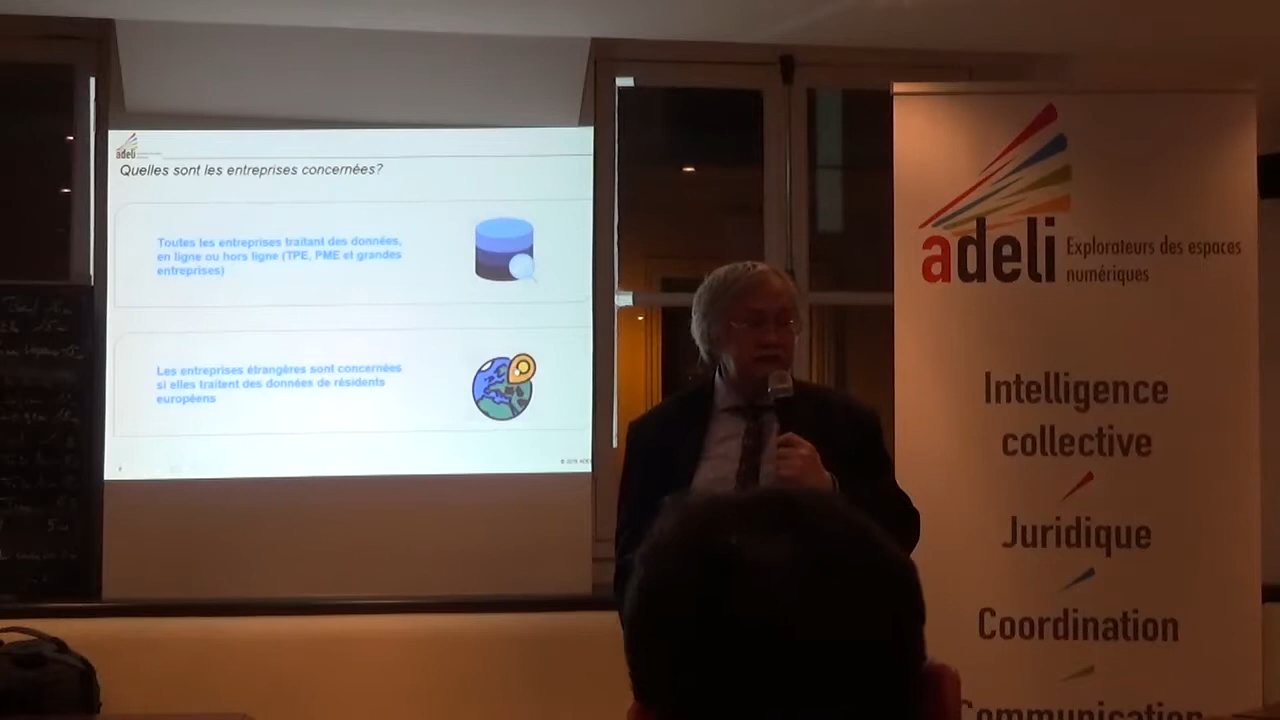 adeli
Quelles sont les entreprises concernées?
Toutes les entreprises traitant des données,
en ligne ou hors ligne (TPE, PME et grandes
entreprises)
Les entreprises étrangères sont concernées
si elles traitent des données de résidents
européens
adeli
Explorateurs des espaces
numériques
Intelligence
collective
Juridique
Coordination
Communication